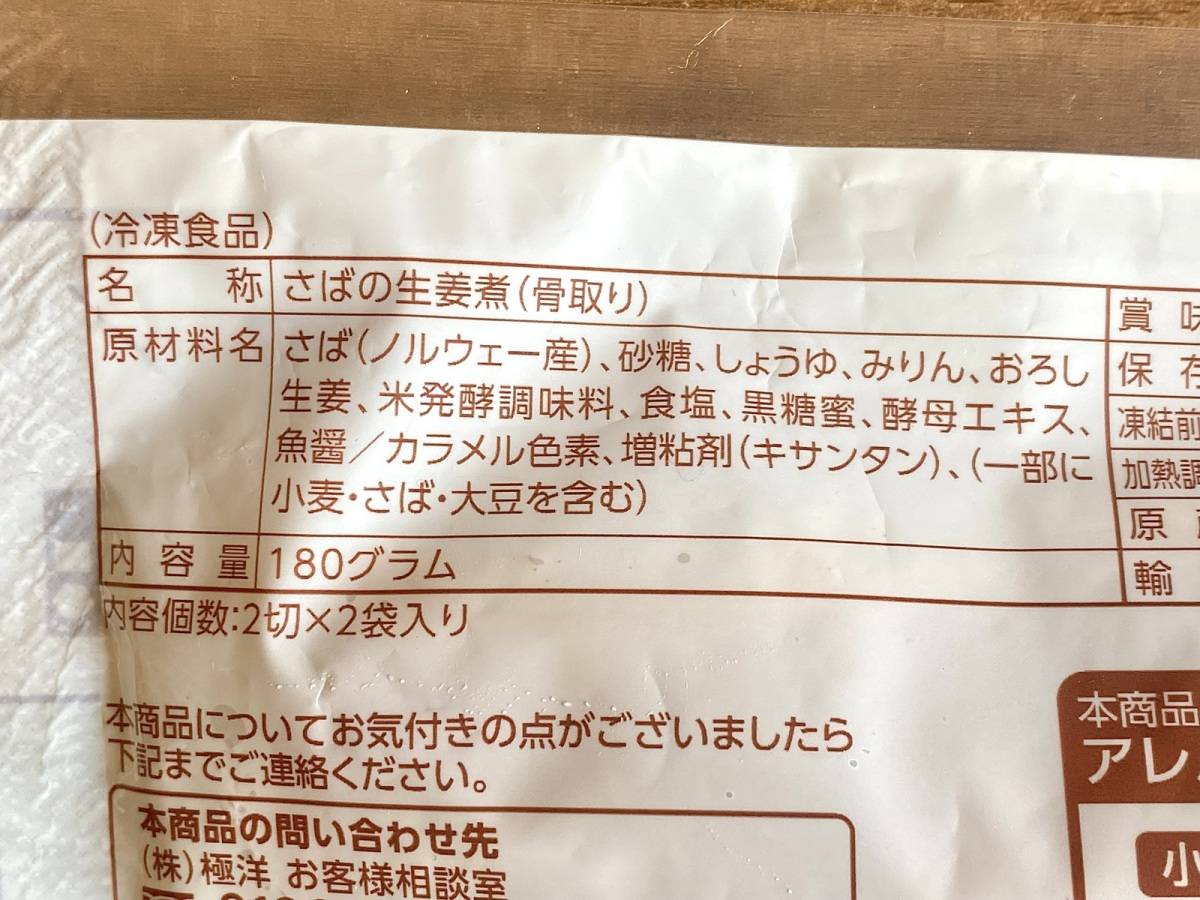 (冷凍食品)
名 称 さばの生姜煮(骨取り)
原材料名 さば(ノルウェー産)、砂糖、しょうゆ、みりん、おろし
生姜、米発酵調味料、食塩、黒糖蜜、酵母エキス、
魚醤／カラメル色素、増粘剤(キサンタン)、(一部に
小麦・さば・大豆を含む)
内容量 180グラム
内容個数:2切×2袋入り
賞 味
保 存
凍結前
加熱調
原
輸
本商品についてお気付きの点がございましたら
下記までご連絡ください。
本商品の問い合わせ先
(株)極洋 お客様相談室
本商品
アレ
小